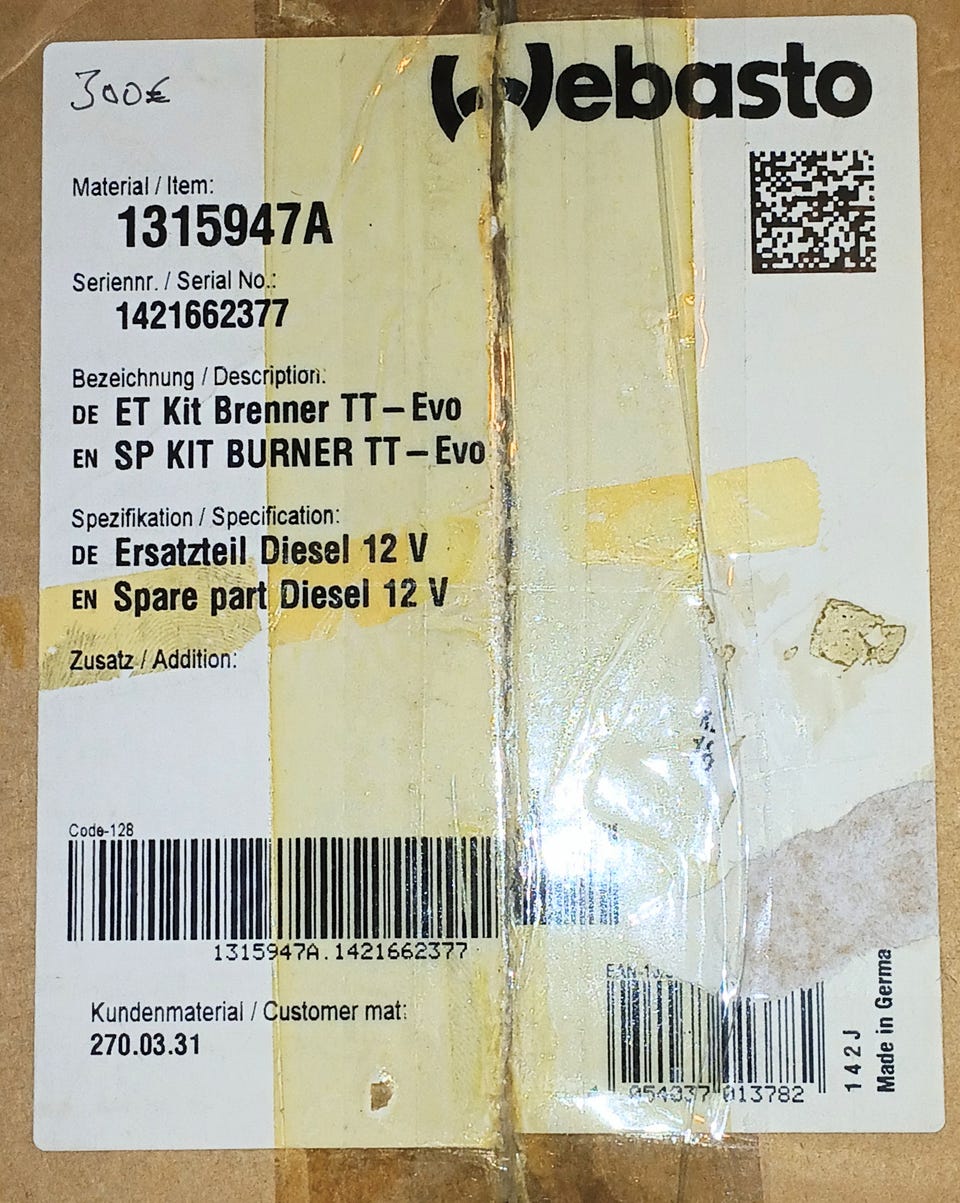 300€
Webasto
Material / Item:
1315947A
Seriennr. / Serial No.:
1421662377
Bezeichnung / Description:
DE ET Kit Brenner TT-Evo
EN SP KIT BURNER TT-Evo
Spezifikation / Specification:
DE Ersatzteil Diesel 12 V
EN Spare part Diesel 12 V
Zusatz / Addition:
Code-128
1315947A.1421662377
Kundenmaterial / Customer mat:
270.03.31
054037 013782
142J
Made in Germa